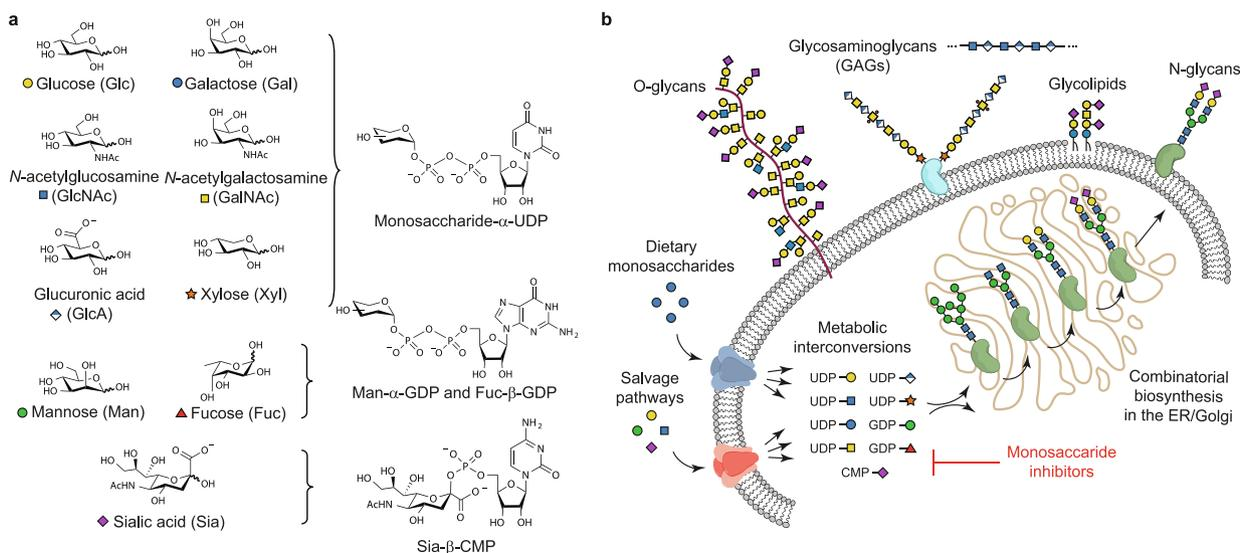 a
Glucose (Glc)
Galactose (Gal)
N-acetylglucosamine
(GlcNAc)
N-acetylgalactosamine
(GalNAc)
Glucuronic acid
(GlcA)
Xylose (Xyl)
Mannose (Man)
Fucose (Fuc)
Sialic acid (Sia)
Monosaccharide-α-UDP
Man-α-GDP and Fuc-β-GDP
Sia-β-CMP
b
O-glycans
Glycosaminoglycans
(GAGs)
Glycolipids
N-glycans
Dietary
monosaccharides
Salvage
pathways
Metabolic
interconversions
UDP
UDP
UDP
UDP
UDP
GDP
UDP
GDP
CMP
Combinatorial
biosynthesis
in the ER/Golgi
Monosaccaride
inhibitors